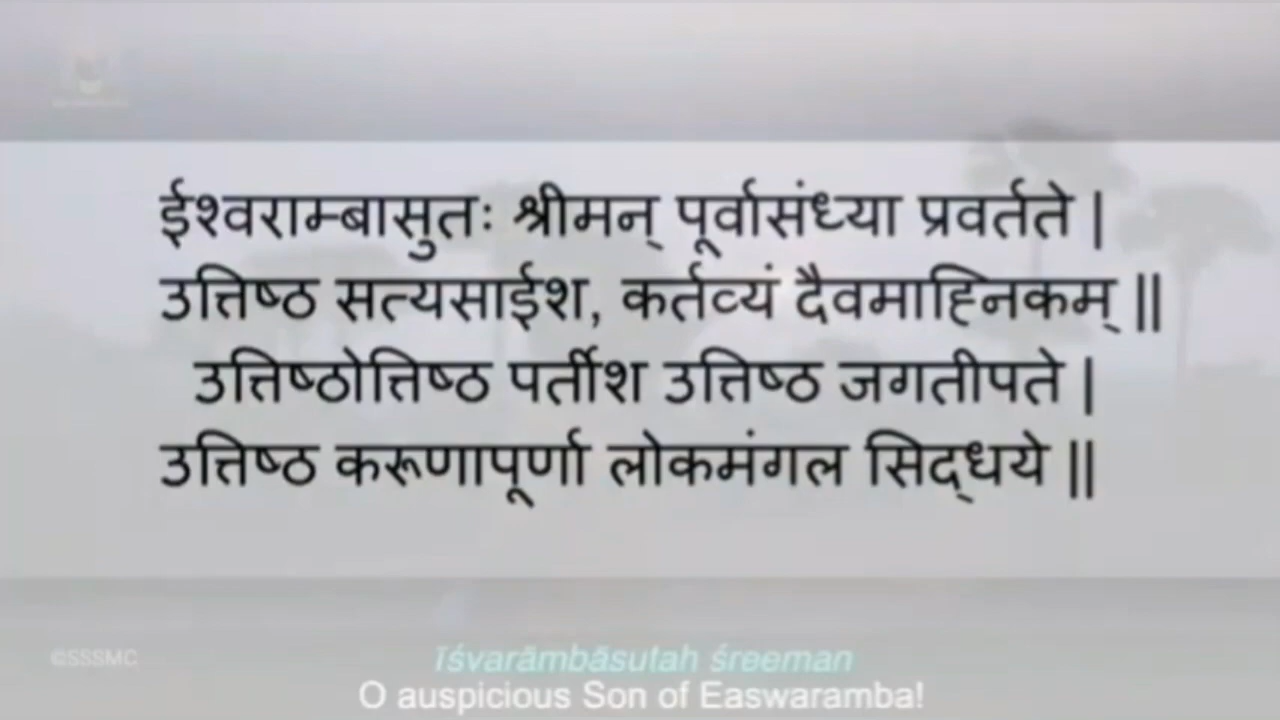 ईश्वराम्बासुतः श्रीमन् पूर्वासंध्या प्रवर्तते |
उत्तिष्ठ सत्यसाईश, कर्तव्यं दैवमाह्निकम् ||
उत्तिष्ठोत्तिष्ठ पर्तीश उत्तिष्ठ जगतीपते |
उत्तिष्ठ करूणापूर्णा लोकमंगल सिद्‌धये ||
©SSSMC
īśvarāmbāsutah śreeman
O auspicious Son of Easwaramba!